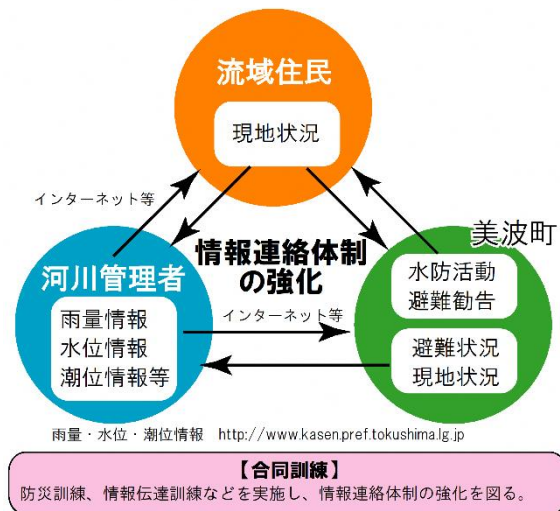 流域住民
現地状況
インターネット等
美波町
情報連絡体制
の強化
河川管理者
雨量情報
水位情報
潮位情報等
インターネット等
水防活動
避難勧告
避難状況
現地状況
雨量・水位・潮位情報 http://www.kasen.pref.tokushima.lg.jp
【合同訓練】
防災訓練、情報伝達訓練などを実施し、情報連絡体制の強化を図る。